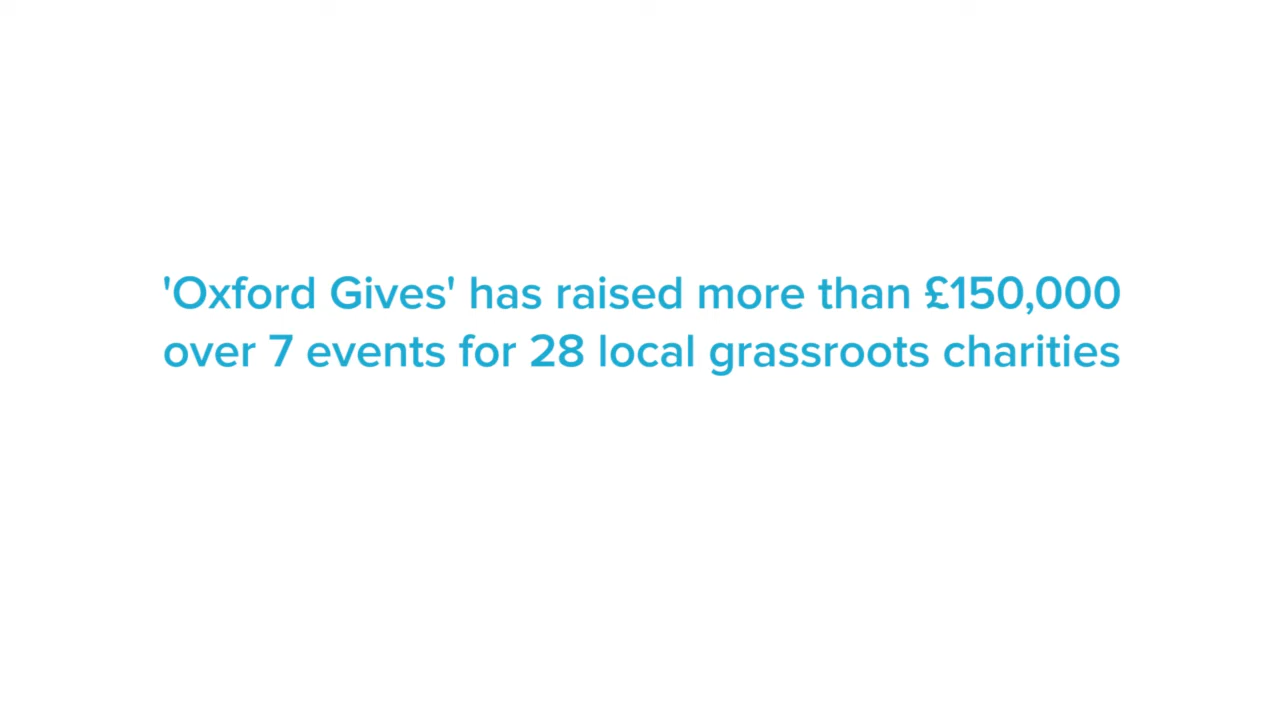 'Oxford Gives' has raised more than £150,000
over 7 events for 28 local grassroots charities